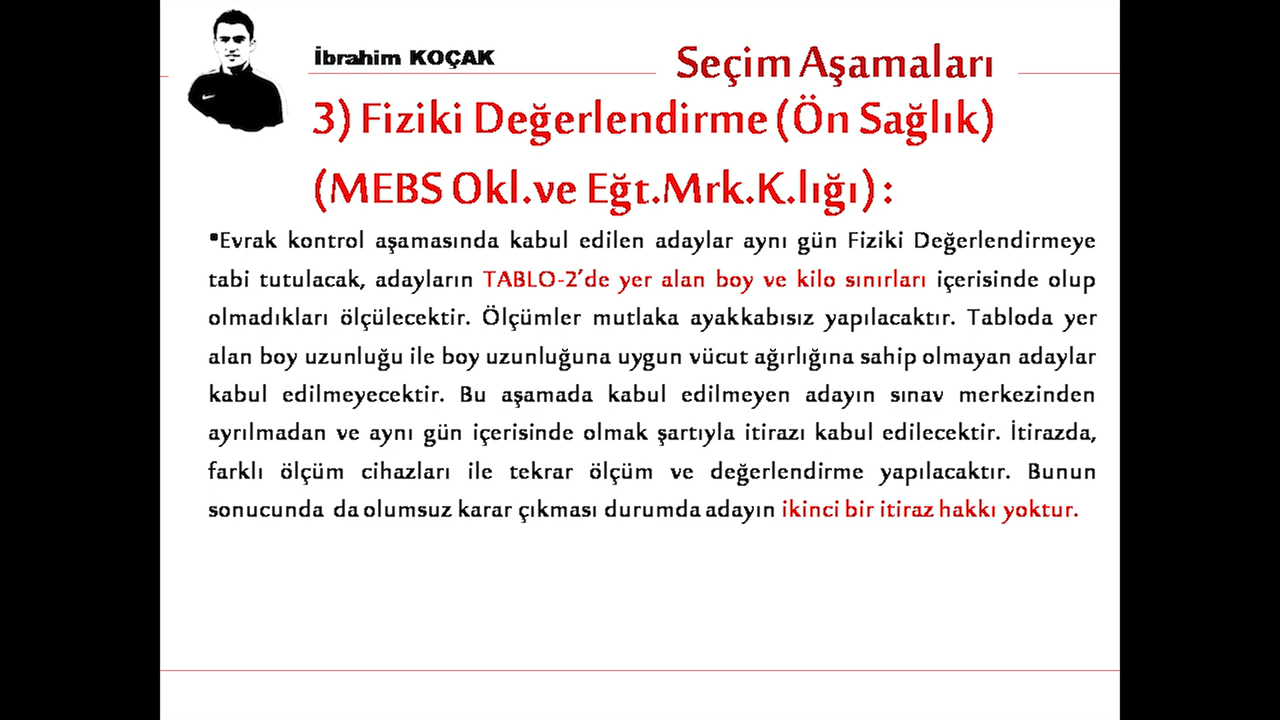 İbrahim KOÇAK
Seçim Aşamaları
3) Fiziki Değerlendirme (Ön Sağlık)
(MEBS Okl.ve Eğt.Mrk.K.lığı) :
▪Evrak kontrol aşamasında kabul edilen adaylar aynı gün Fiziki Değerlendirmeye
tabi tutulacak, adayların TABLO-2’de yer alan boy ve kilo sınırları içerisinde olup
olmadıkları ölçülecektir. Ölçümler mutlaka ayakkabısız yapılacaktır. Tabloda yer
alan boy uzunluğu ile boy uzunluğuna uygun vücut ağırlığına sahip olmayan adaylar
kabul edilmeyecektir. Bu aşamada kabul edilmeyen adayın sınav merkezinden
ayrılmadan ve aynı gün içerisinde olmak şartıyla itirazı kabul edilecektir. İtirazda,
farklı ölçüm cihazları ile tekrar ölçüm ve değerlendirme yapılacaktır. Bunun
sonucunda da olumsuz karar çıkması durumda adayın ikinci bir itiraz hakkı yoktur.